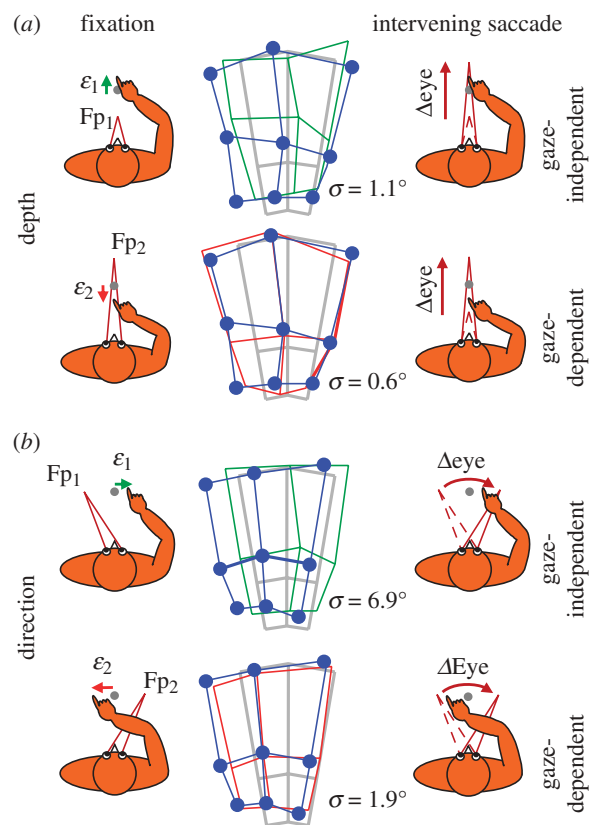 (a) fixation intervening saccade
ε1
Fp1
σ = 1.1°
Δeye
gaze-
independent
depth
Fp2
ε2
σ = 0.6°
Δeye
gaze-
dependent
(b)
Fp1
ε1
σ = 6.9°
Δeye
gaze-
independent
direction
ε2
Fp2
σ = 1.9°
ΔEye
gaze-
dependent